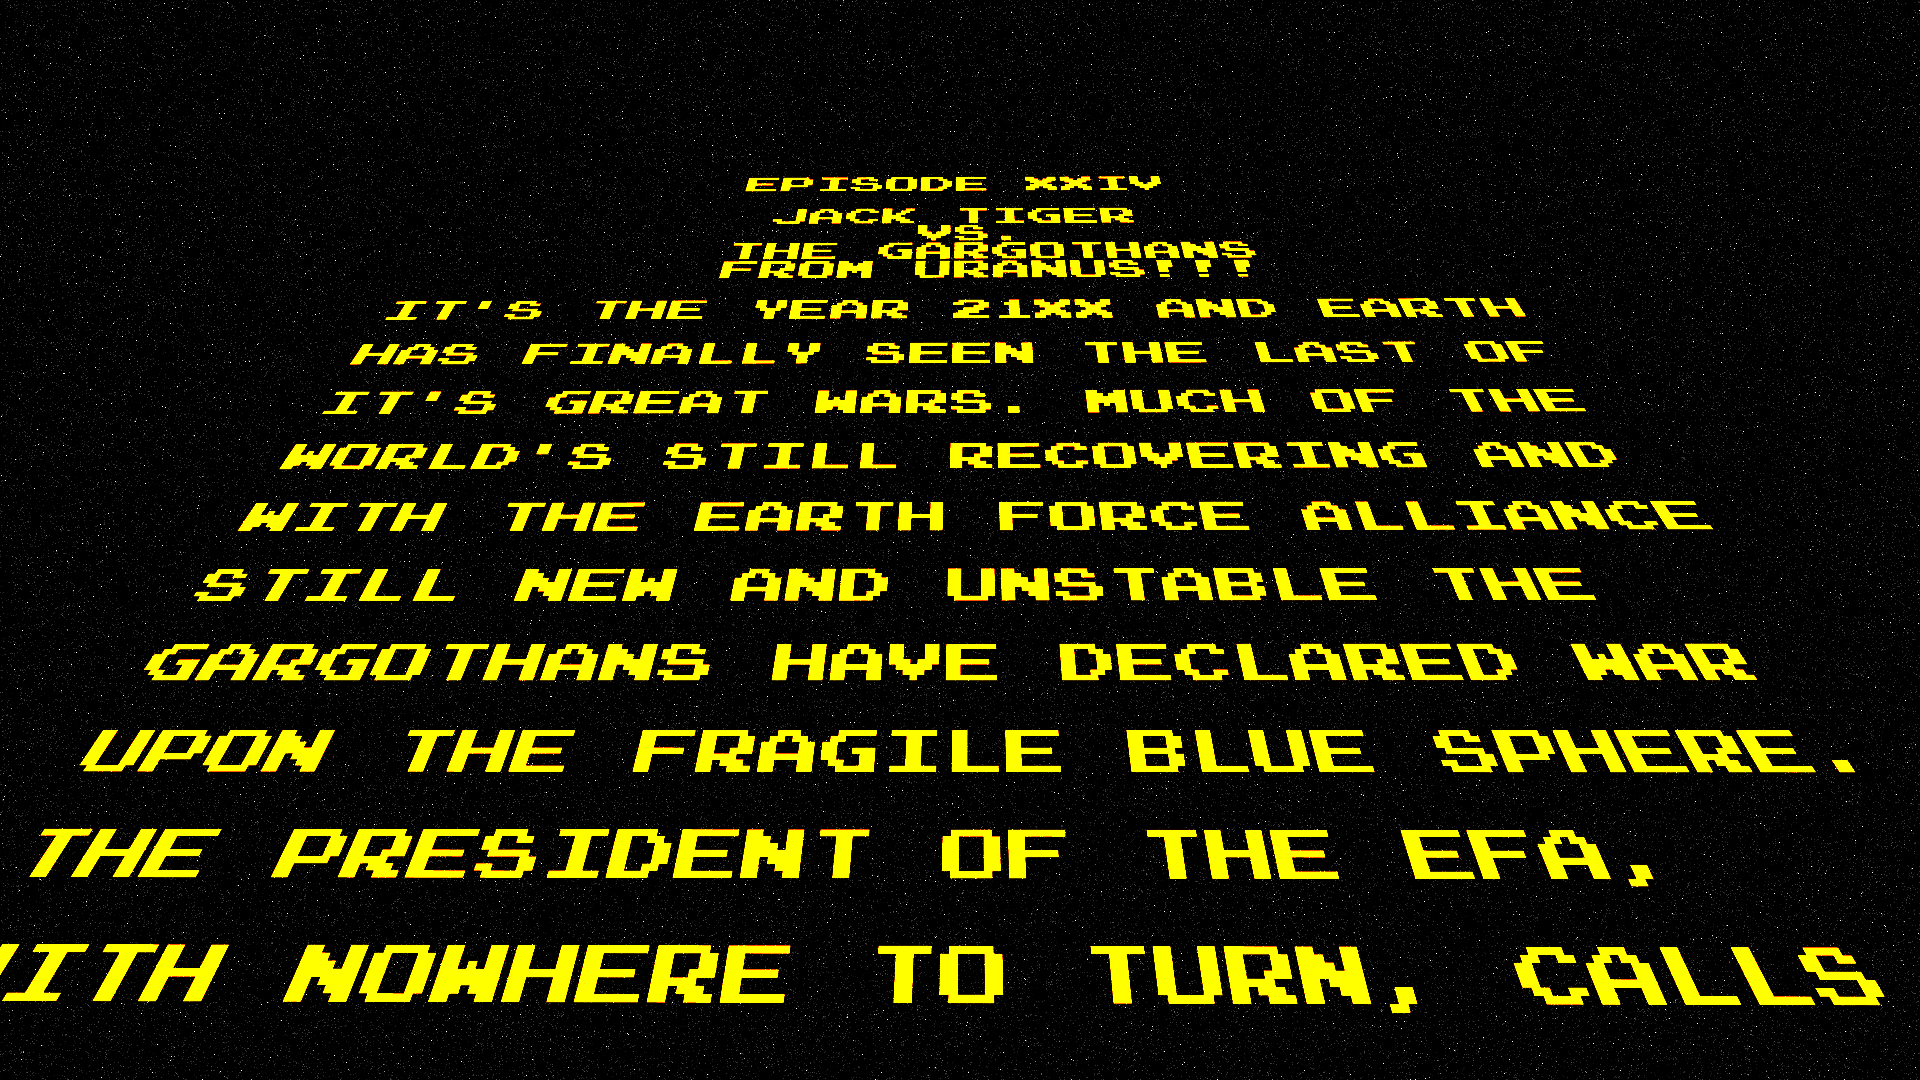 EPISODE XXIV
JACK TIGER
VS.
THE GARGOTHANS
FROM URANUS!!!
IT'S THE YEAR 21XX AND EARTH
HAS FINALLY SEEN THE LAST OF
IT'S GREAT WARS. MUCH OF THE
WORLD'S STILL RECOVERING AND
WITH THE EARTH FORCE ALLIANCE
STILL NEW AND UNSTABLE THE
GARGOTHANS HAVE DECLARED WAR
UPON THE FRAGILE BLUE SPHERE.
THE PRESIDENT OF THE EFA,
WITH NOWHERE TO TURN, CALLS